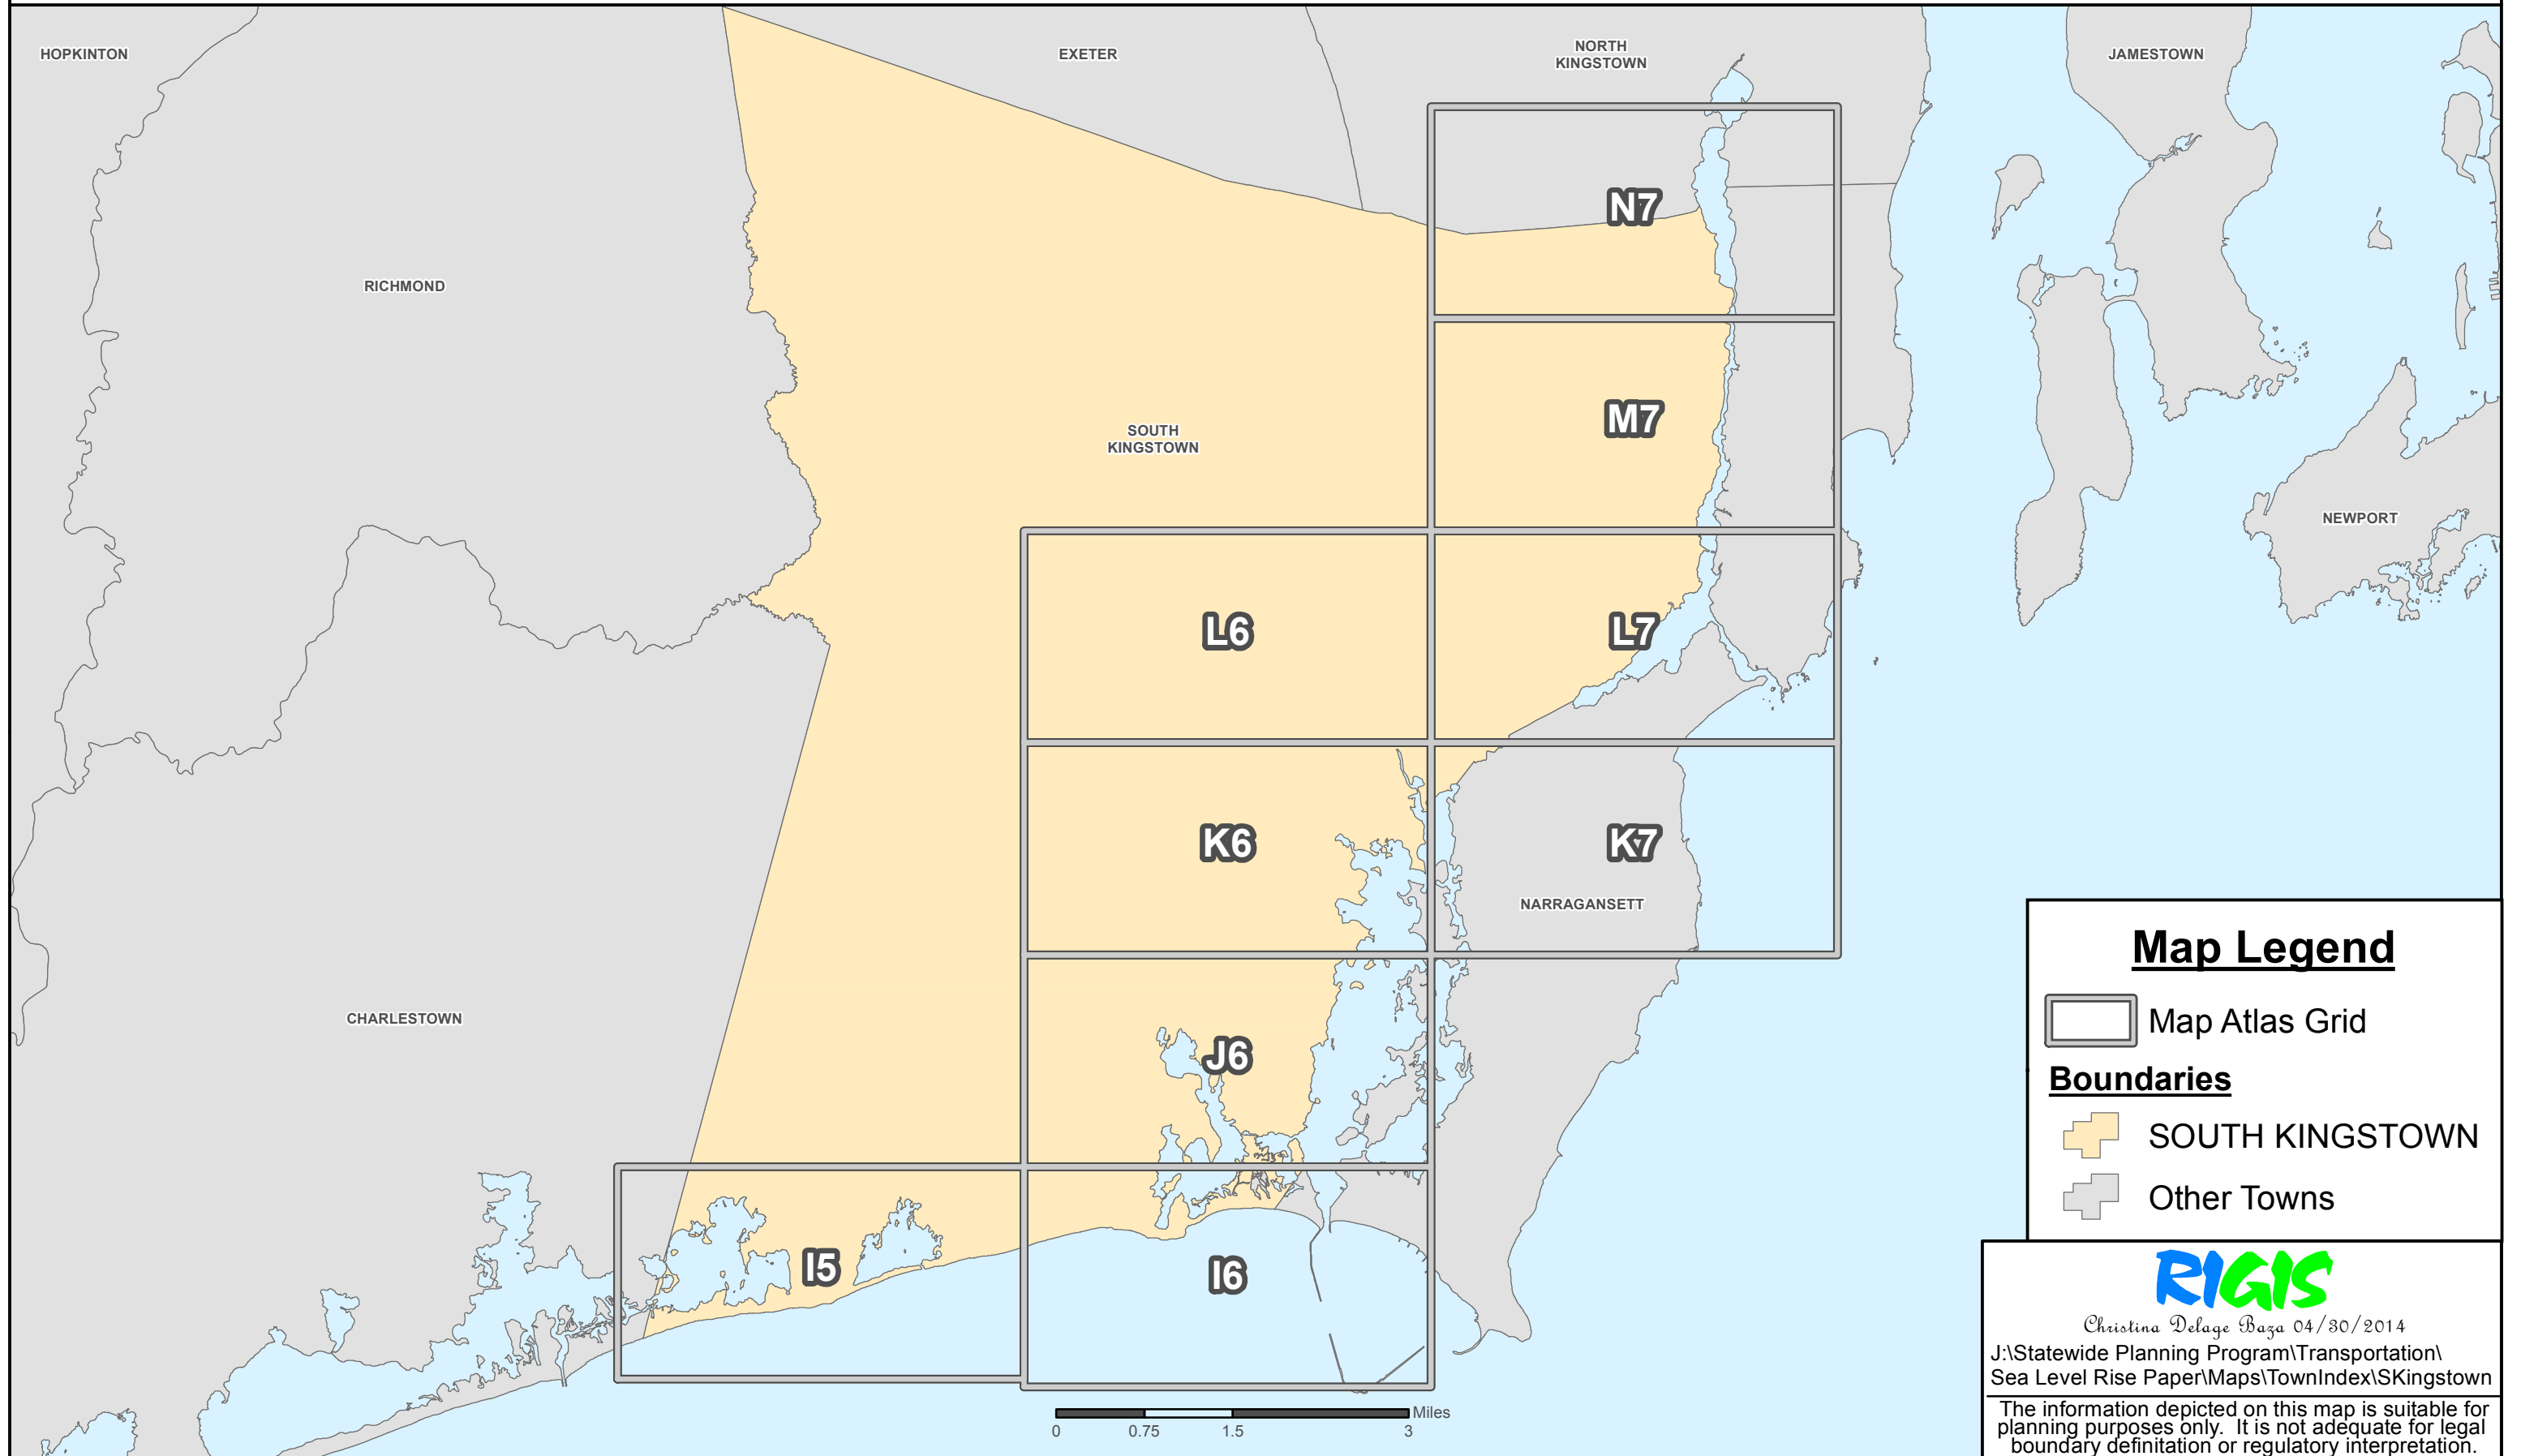 HOPKINTON
EXETER
NORTH
KINGSTOWN
JAMESTOWN
N7
RICHMOND
M7
SOUTH
KINGSTOWN
NEWPORT
L6
L7
K6
K7
NARRAGANSETT
CHARLESTOWN
J6
I5
I6
0
0.75
1.5
3
Miles
Map Legend
Map Atlas Grid
Boundaries
SOUTH KINGSTOWN
Other Towns
RIGIS
Christina Delage Baza 04/30/2014
J:\Statewide Planning Program\Transportation\
Sea Level Rise Paper\Maps\TownIndex\SKingstown
The information depicted on this map is suitable for
planning purposes only. It is not adequate for legal
boundary definition or regulatory interpretation.